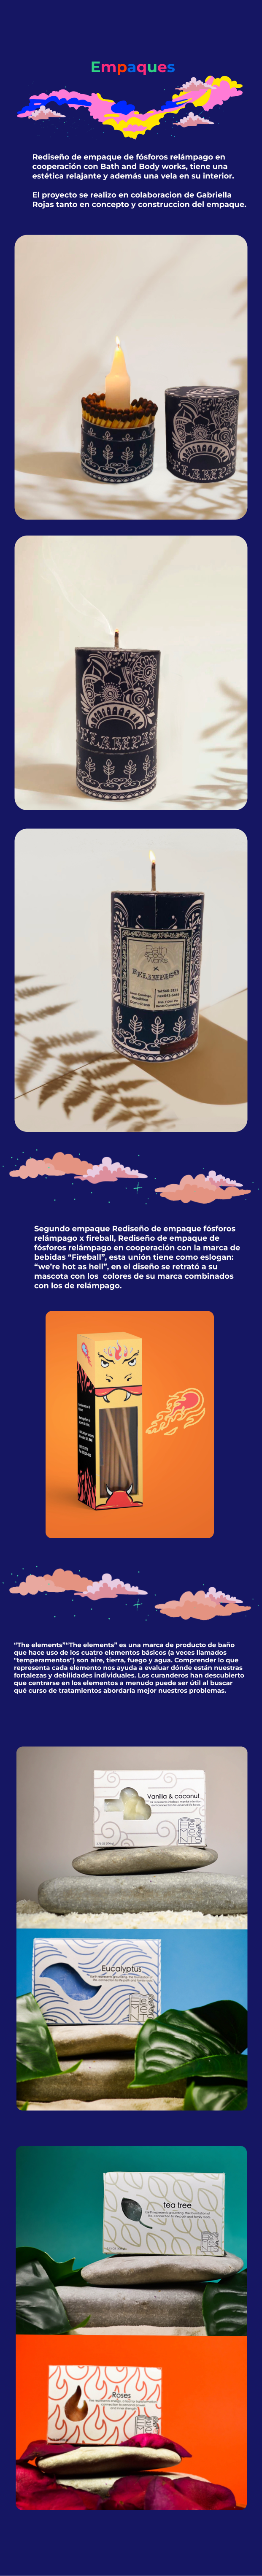 Empaques
Rediseño de empaque de fósforos relámpago en
cooperación con Bath and Body works, tiene una
estética relajante y además una vela en su interior.
El proyecto se realizo en colaboracion de Gabriella
Rojas tanto en concepto y construccion del empaque.
RELAMPAGO
Segundo empaque Rediseño de empaque fósforos
relámpago x fireball, Rediseño de empaque de
fósforos relámpago en cooperación con la marca de
bebidas “Fireball”, esta unión tiene como eslogan:
“we’re hot as hell”, en el diseño se retrató a su
mascota con los colores de su marca combinados
con los de relámpago.
“The elements”“The elements” es una marca de producto de baño
que hace uso de los cuatro elementos básicos (a veces llamados
“temperamentos”) son aire, tierra, fuego y agua. Comprender lo que
representa cada elemento nos ayuda a evaluar dónde están nuestras
fortalezas y debilidades individuales. Los curanderos han descubierto
que centrarse en los elementos a menudo puede ser útil al buscar
qué curso de tratamientos abordaría mejor nuestros problemas.
Vanilla & coconut
Eucalyptus
tea tree
Roses